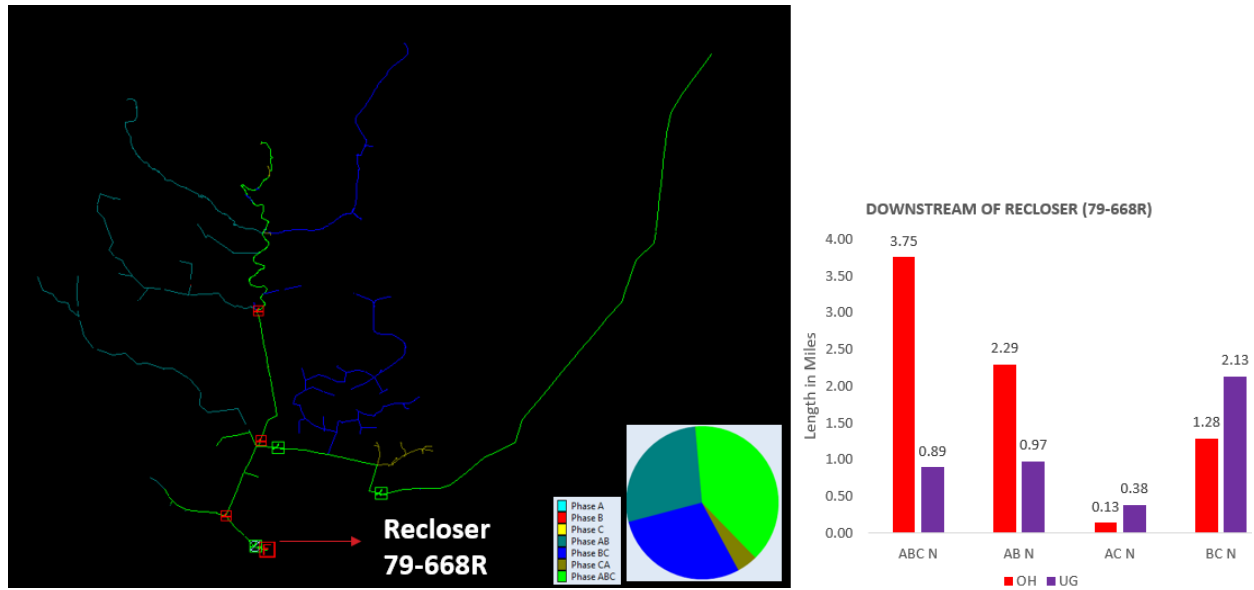 Recloser
79-668R
Phase A
Phase B
Phase C
Phase AB
Phase BC
Phase CA
Phase ABC
DOWNSTREAM OF RECLOSER (79-668R)
Length in Miles
4.00
3.50
3.00
2.50
2.00
1.50
1.00
0.50
0.00
3.75
0.89
2.29
0.97
0.13
0.38
1.28
2.13
ABC N
AB N
AC N
BC N
OH
UG